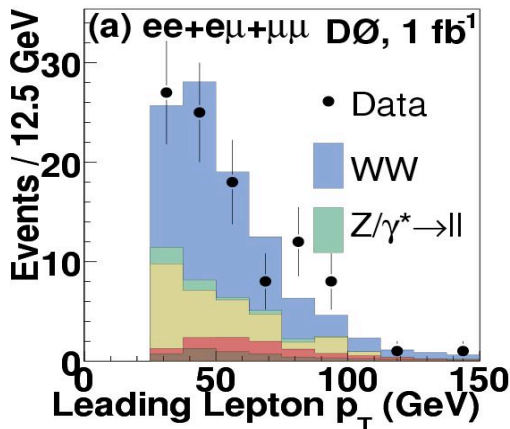 (a) ee+eμ+μμ DØ, 1 fb⁻¹
30
Data
WW
20
Z/γ*→ll
10
0
0 50 100 150
Leading Lepton pT (GeV)
Events / 12.5 GeV